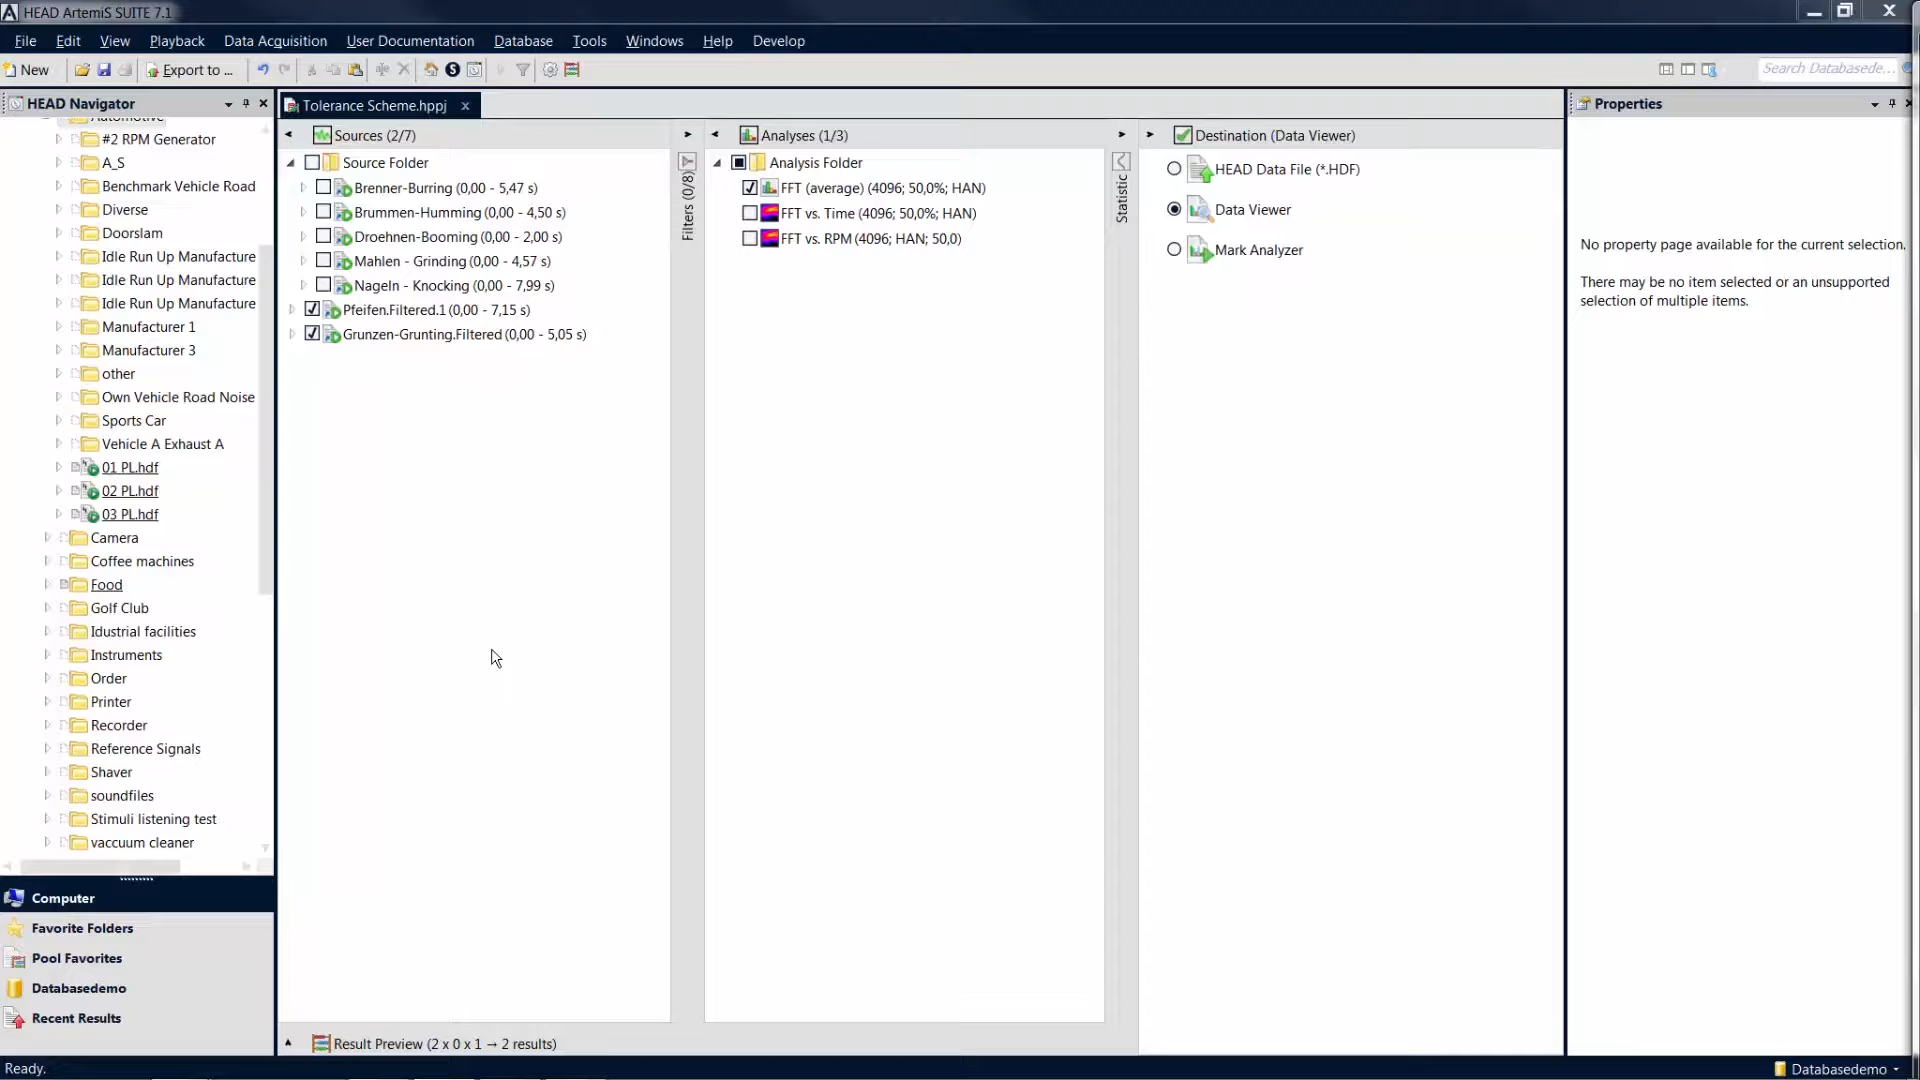 HEAD ArtemiS SUITE 7.1
File Edit View Playback Data Acquisition User Documentation Database Tools Windows Help Develop
New Export to ... Search Databasede...
HEAD Navigator
Automotive
#2 RPM Generator
A_S
Benchmark Vehicle Road
Diverse
Doorslam
Idle Run Up Manufacture
Idle Run Up Manufacture
Idle Run Up Manufacture
Manufacturer 1
Manufacturer 3
other
Own Vehicle Road Noise
Sports Car
Vehicle A Exhaust A
01 PL.hdf
02 PL.hdf
03 PL.hdf
Camera
Coffee machines
Food
Golf Club
Idustrial facilities
Instruments
Order
Printer
Recorder
Reference Signals
Shaver
soundfiles
Stimuli listening test
vaccuum cleaner
Computer
Favorite Folders
Pool Favorites
Databasedemo
Recent Results
Tolerance Scheme.hppj
Sources (2/7)
Source Folder
Brenner-Burring (0,00 - 5,47 s)
Brummen-Humming (0,00 - 4,50 s)
Droehnen-Booming (0,00 - 2,00 s)
Mahlen - Grinding (0,00 - 4,57 s)
Nageln - Knocking (0,00 - 7,99 s)
Pfeifen.Filtered.1 (0,00 - 7,15 s)
Grunzen-Grunting.Filtered (0,00 - 5,05 s)
Filters (0/8)
Analyses (1/3)
Analysis Folder
FFT (average) (4096; 50,0%; HAN)
FFT vs. Time (4096; 50,0%; HAN)
FFT vs. RPM (4096; HAN; 50,0)
Statistic
Destination (Data Viewer)
HEAD Data File (*.HDF)
Data Viewer
Mark Analyzer
Properties
No property page available for the current selection.
There may be no item selected or an unsupported
selection of multiple items.
Result Preview (2 x 0 x 1 → 2 results)
Ready.
Databasedemo